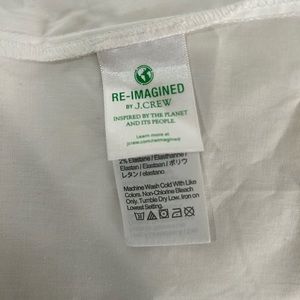 RE-IMAGINED
BY J.CREW
INSPIRED BY THE PLANET
AND ITS PEOPLE.
Learn more at
jcrew.com/reimagined
2% Elastane / Elasthanne /
Elastan / Elastaan / ポリウ
レタン / elastano
Machine Wash Cold With Like
Colors. Non-Chlorine Bleach
Only. Tumble Dry Low. Iron on
Lowest Setting.